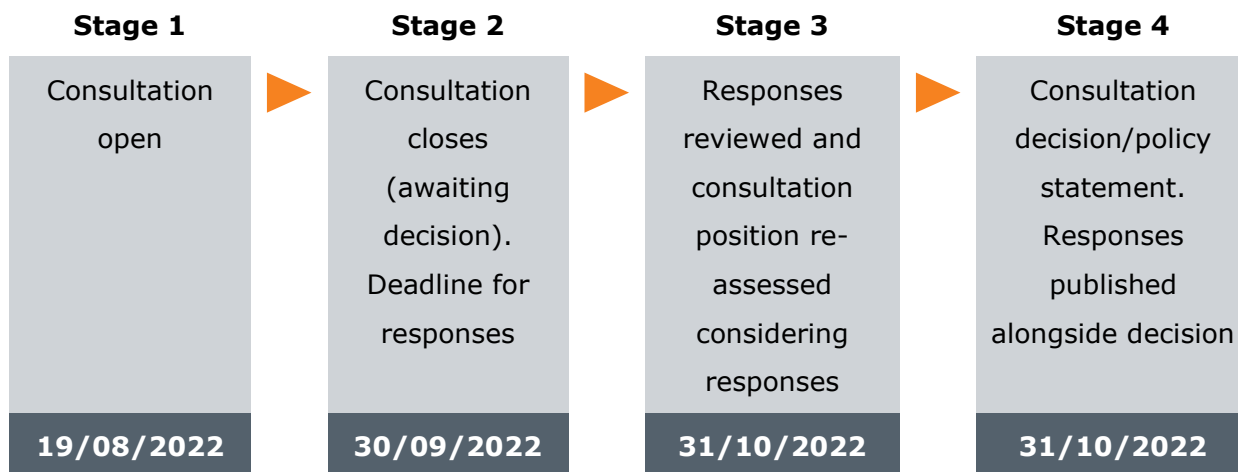 Stage 1
Consultation
open
19/08/2022
Stage 2
Consultation
closes
(awaiting
decision).
Deadline for
responses
30/09/2022
Stage 3
Responses
reviewed and
consultation
position re-
assessed
considering
responses
31/10/2022
Stage 4
Consultation
decision/policy
statement.
Responses
published
alongside decision
31/10/2022